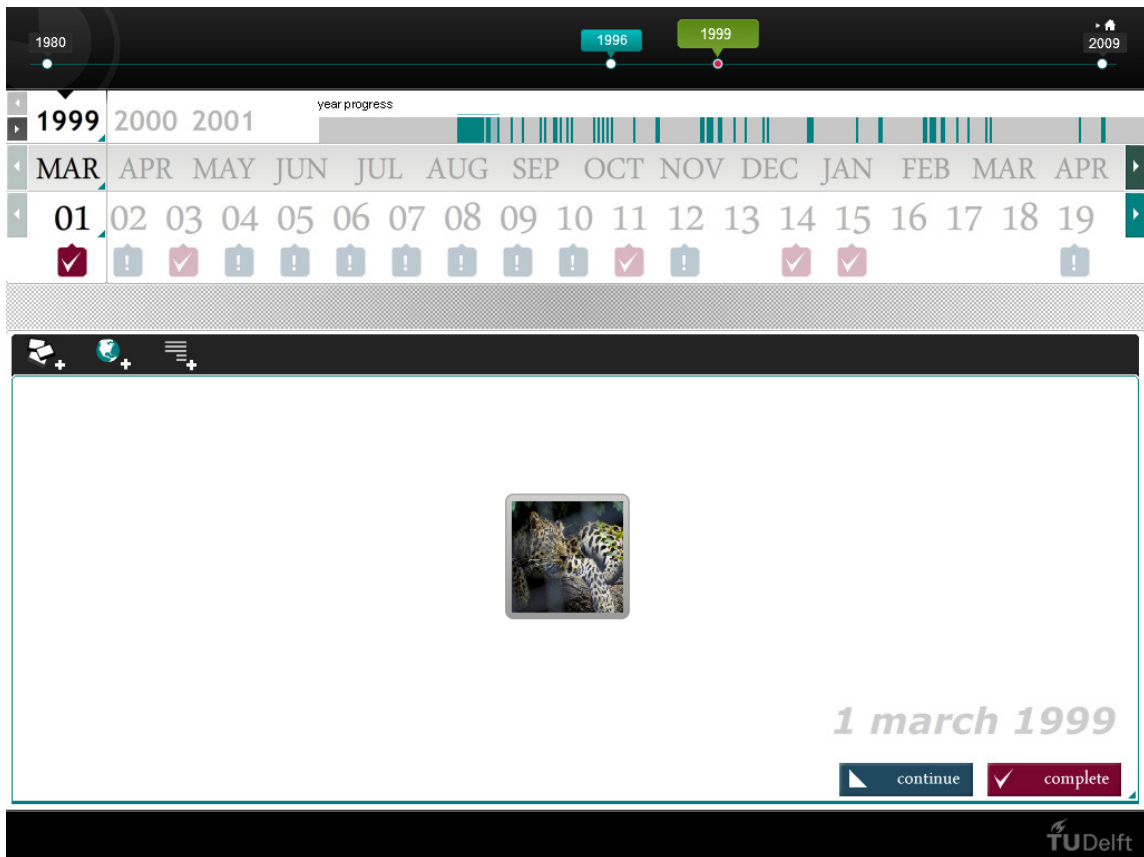 1980 1996 1999 2009
1999 2000 2001 year progress
MAR APR MAY JUN JUL AUG SEP OCT NOV DEC JAN FEB MAR APR
01 02 03 04 05 06 07 08 09 10 11 12 13 14 15 16 17 18 19
! ! ! ! ! ! ! ! ! !
1 march 1999
continue complete
TUDelft